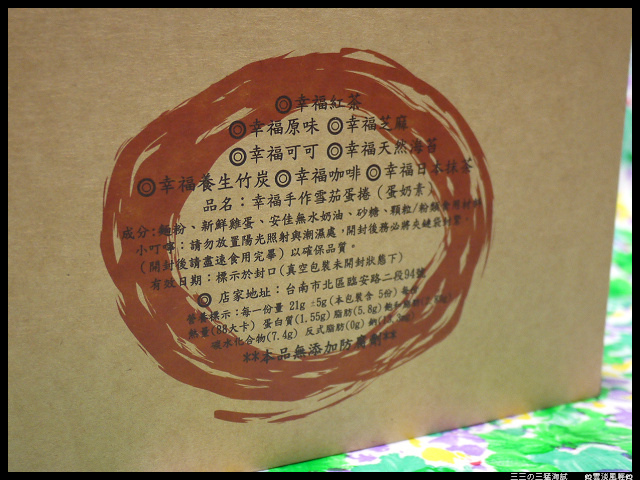 ◎幸福紅茶
◎幸福原味 ◎幸福芝麻
◎幸福可可 ◎幸福天然海苔
◎幸福養生竹炭 ◎幸福咖啡 ◎幸福日本抹茶
品名：幸福手作雪茄蛋捲（蛋奶素）
成分:麵粉、新鮮雞蛋、安佳無水奶油、砂糖、顆粒/粉類食用材料
小叮嚀：請勿放置陽光照射與潮濕處，開封後務必將夾鏈袋封緊，
（開封後請盡速食用完畢）以確保品質。
有效日期：標示於封口(真空包裝未開封狀態下)
◎ 店家地址：台南市北區臨安路二段94號
營養標示：每一份量 21g ±5g(本包裝含 5份) 每份
熱量(88大卡) 蛋白質(1.55g) 脂肪(5.8g) 飽和脂肪
碳水化合物(7.4g) 反式脂肪(0g) 鈉
**本品無添加防腐劑**
三三の三猛海賊